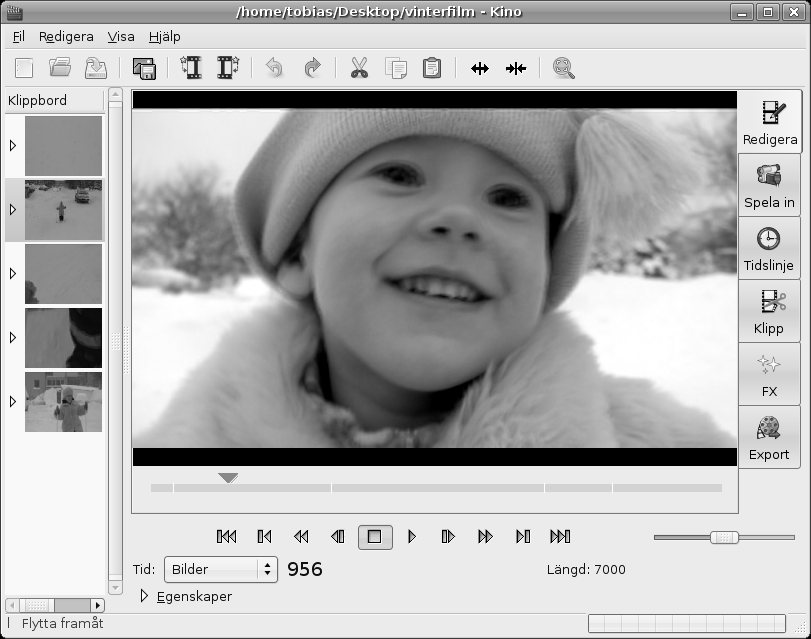 /home/tobias/Desktop/vinterfilm - Kino
Fil Redigera Visa Hjälp
Klippbord
Redigera
Spela in
Tidslinje
Klipp
FX
Export
Tid: Bilder 956 Längd: 7000
Egenskaper
Flytta framåt